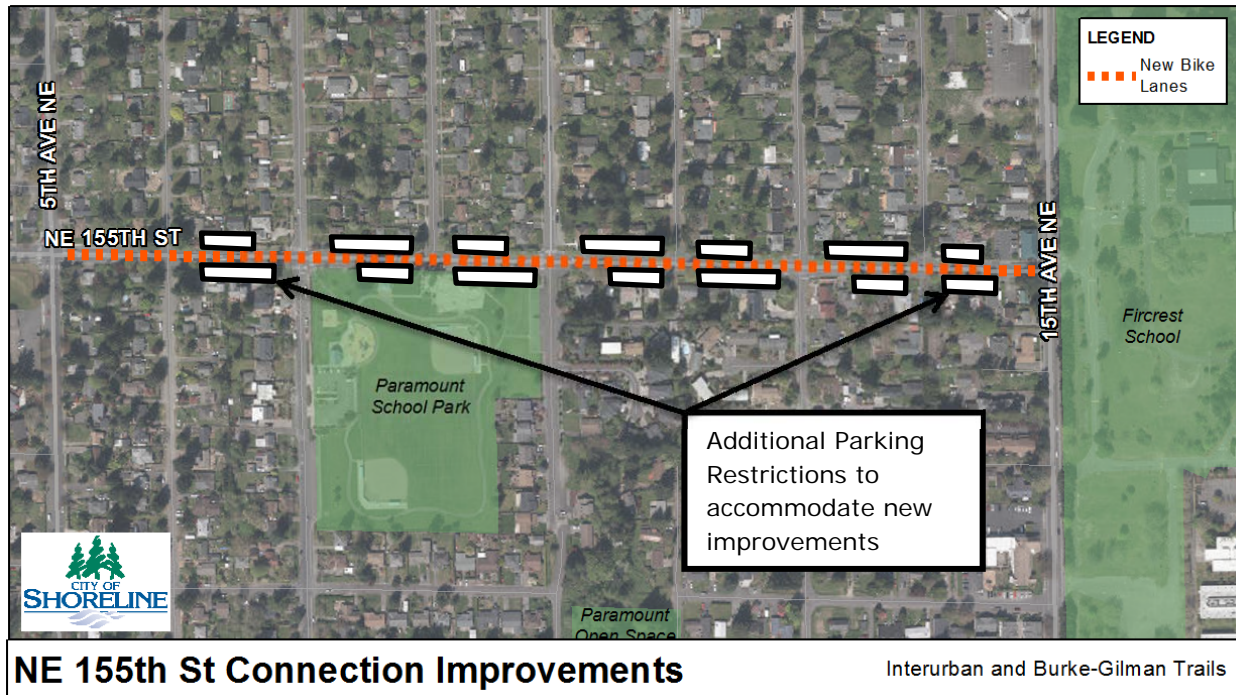 LEGEND
New Bike
Lanes
5TH AVE NE
NE 155TH ST
15TH AVE NE
Fircrest
School
Paramount
School Park
Additional Parking
Restrictions to
accommodate new
improvements
CITY OF
SHORELINE
Paramount
Open Space
NE 155th St Connection Improvements
Interurban and Burke-Gilman Trails